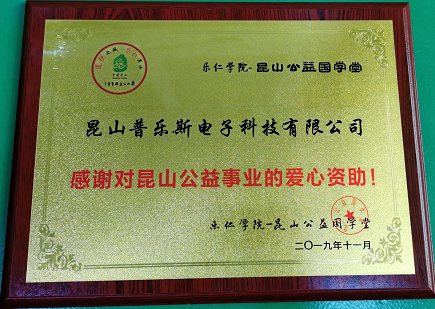 乐仁学院-昆山公益国学堂
昆山普乐斯电子科技有限公司
感谢对昆山公益事业的爱心资助！
乐仁学院-昆山公益国学堂
二〇一九年十一月